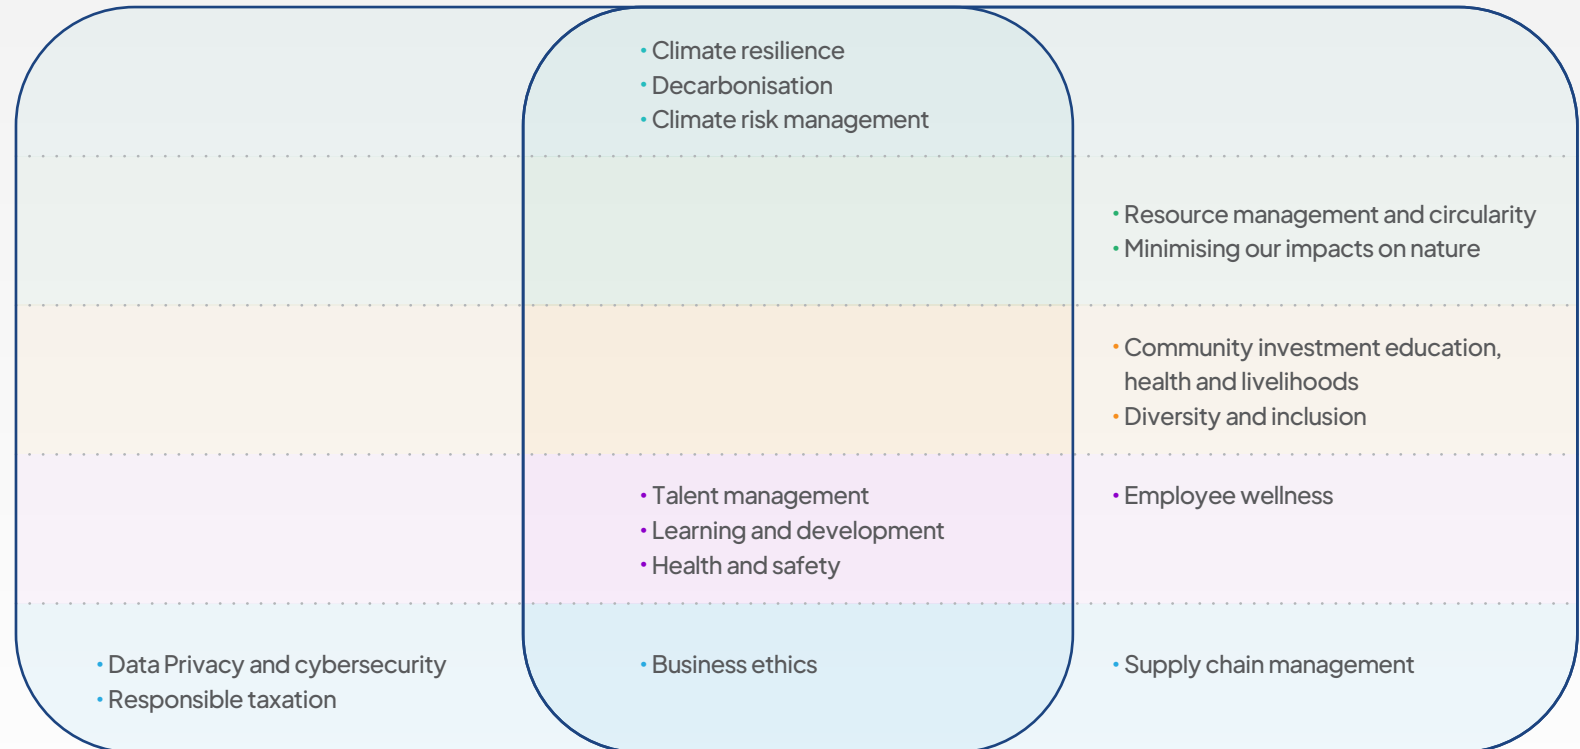 • Climate resilience
• Decarbonisation
• Climate risk management
• Resource management and circularity
• Minimising our impacts on nature
• Community investment education,
health and livelihoods
• Diversity and inclusion
• Talent management
• Learning and development
• Health and safety
• Employee wellness
• Data Privacy and cybersecurity
• Responsible taxation
• Business ethics
• Supply chain management